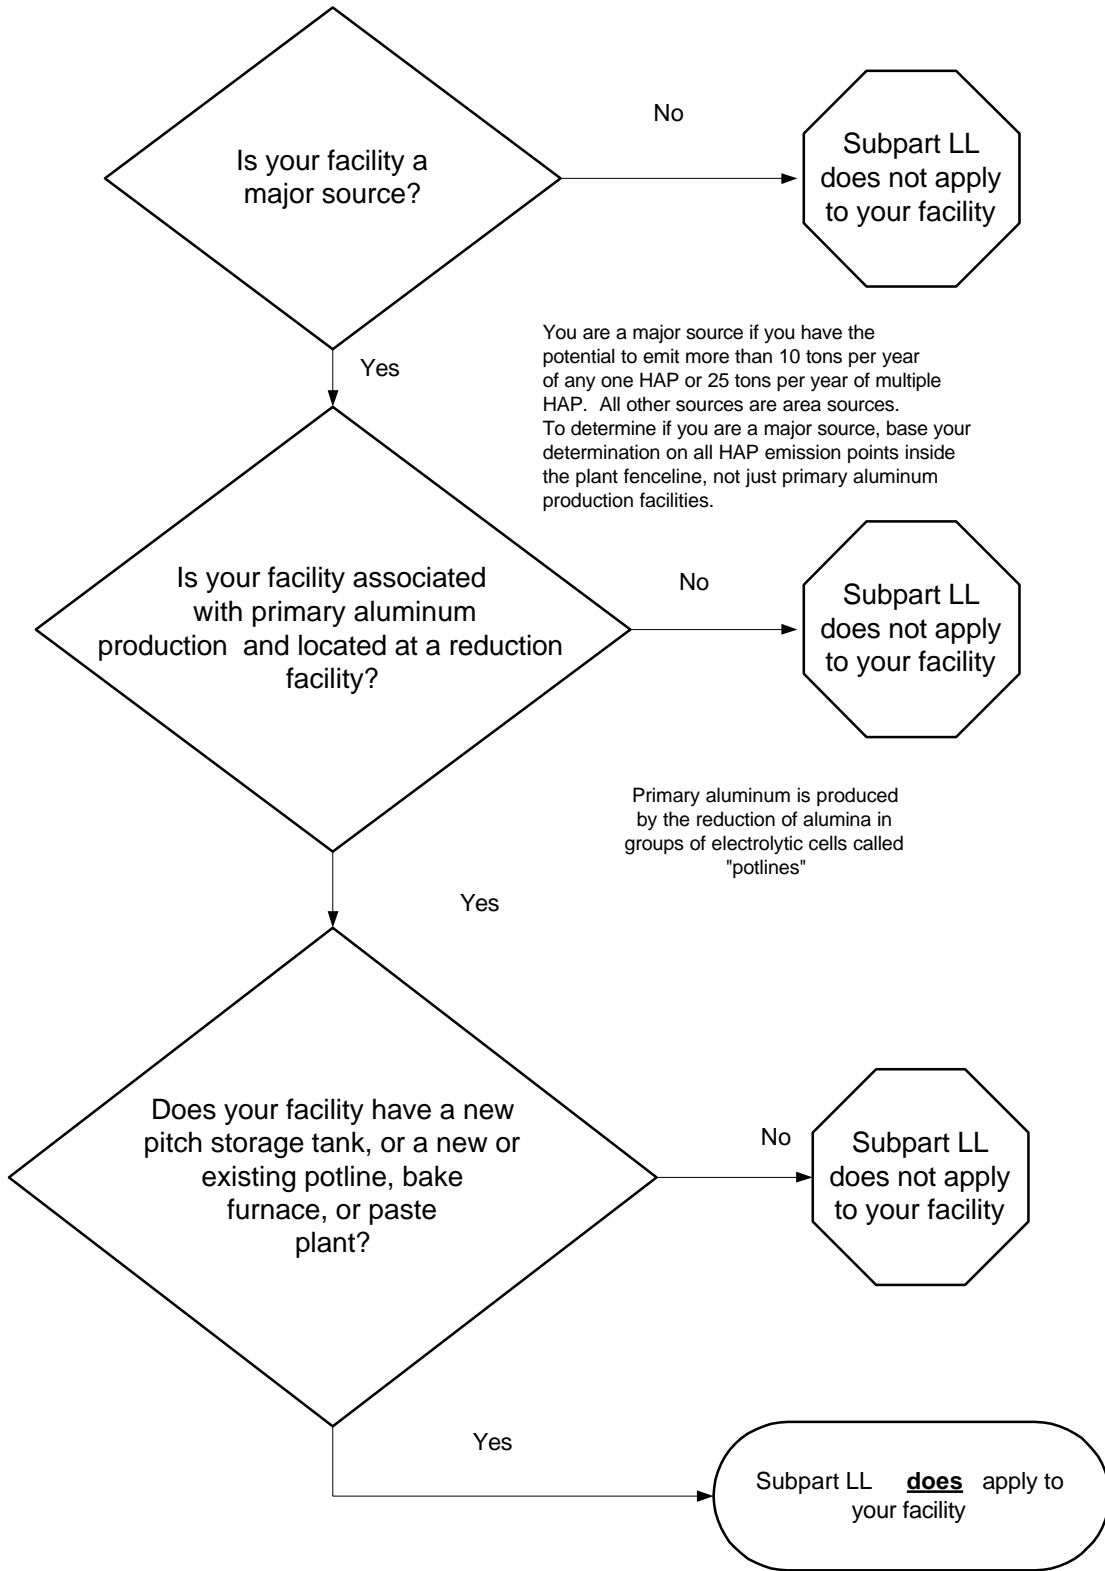 No
Is your facility a
major source?
Subpart LL
does not apply
to your facility
Yes
You are a major source if you have the
potential to emit more than 10 tons per year
of any one HAP or 25 tons per year of multiple
HAP.  All other sources are area sources.
To determine if you are a major source, base your
determination on all HAP emission points inside
the plant fenceline, not just primary aluminum
production facilities.
Is your facility associated
with primary aluminum
production  and located at a reduction
facility?
No
Subpart LL
does not apply
to your facility
Primary aluminum is produced
by the reduction of alumina in
groups of electrolytic cells called
"potlines"
Yes
Does your facility have a new
pitch storage tank, or a new or
existing potline, bake
furnace, or paste
plant?
No
Subpart LL
does not apply
to your facility
Yes
Subpart LL does apply to
your facility